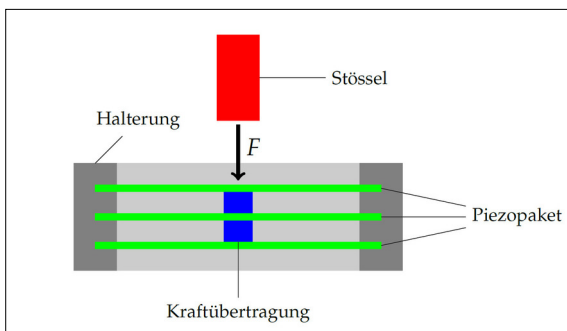 Stössel
Halterung
F
Piezopaket
Kraftübertragung